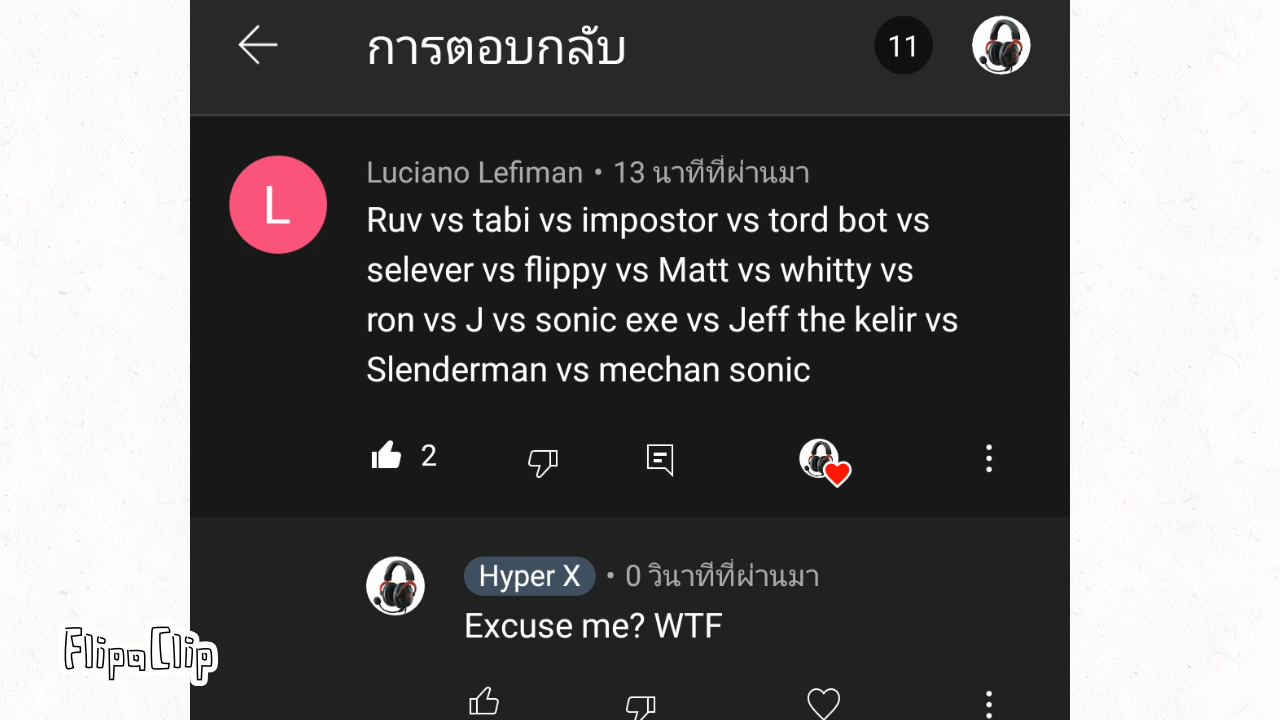 การตอบกลับ
11
Luciano Lefiman • 13 นาทีที่ผ่านมา
Ruv vs tabi vs impostor vs tord bot vs
selever vs flippy vs Matt vs whitty vs
ron vs J vs sonic exe vs Jeff the kelir vs
Slenderman vs mechan sonic
L
2
Hyper X • 0 วินาทีที่ผ่านมา
Excuse me? WTF
FlipaClip